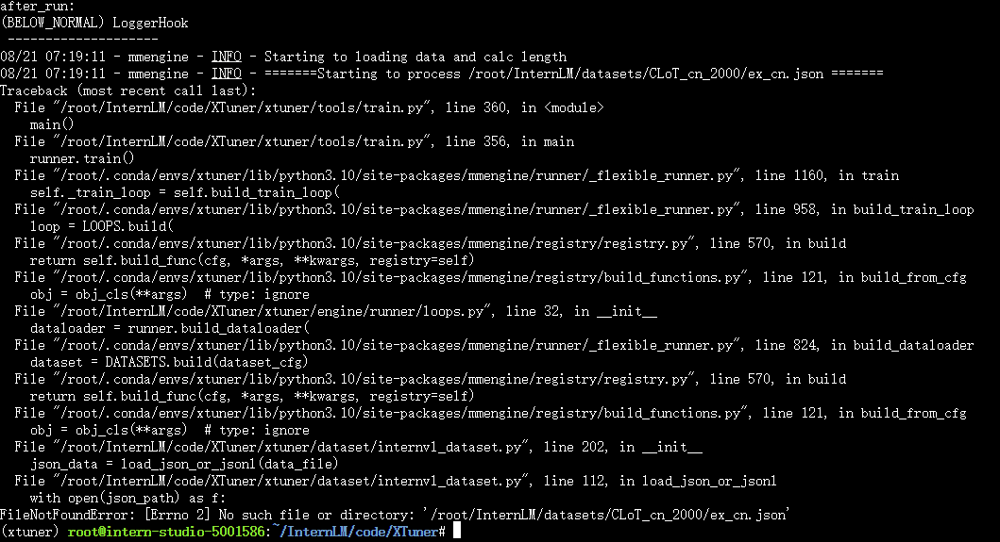 after_run:
(BELOW_NORMAL) LoggerHook
 --------------------
08/21 07:19:11 - mmengine - INFO - Starting to loading data and calc length
08/21 07:19:11 - mmengine - INFO - =======Starting to process /root/InternLM/datasets/CLoT_cn_2000/ex_cn.json =======
Traceback (most recent call last):
  File "/root/InternLM/code/XTuner/xtuner/tools/train.py", line 360, in <module>
    main()
  File "/root/InternLM/code/XTuner/xtuner/tools/train.py", line 356, in main
    runner.train()
  File "/root/.conda/envs/xtuner/lib/python3.10/site-packages/mmengine/runner/_flexible_runner.py", line 1160, in train
    self._train_loop = self.build_train_loop(
  File "/root/.conda/envs/xtuner/lib/python3.10/site-packages/mmengine/runner/_flexible_runner.py", line 958, in build_train_loop
    loop = LOOPS.build(
  File "/root/.conda/envs/xtuner/lib/python3.10/site-packages/mmengine/registry/registry.py", line 570, in build
    return self.build_func(cfg, *args, **kwargs, registry=self)
  File "/root/.conda/envs/xtuner/lib/python3.10/site-packages/mmengine/registry/build_functions.py", line 121, in build_from_cfg
    obj = obj_cls(**args)  # type: ignore
  File "/root/InternLM/code/XTuner/xtuner/engine/runner/loops.py", line 32, in __init__
    dataloader = runner.build_dataloader(
  File "/root/.conda/envs/xtuner/lib/python3.10/site-packages/mmengine/runner/_flexible_runner.py", line 824, in build_dataloader
    dataset = DATASETS.build(dataset_cfg)
  File "/root/.conda/envs/xtuner/lib/python3.10/site-packages/mmengine/registry/registry.py", line 570, in build
    return self.build_func(cfg, *args, **kwargs, registry=self)
  File "/root/.conda/envs/xtuner/lib/python3.10/site-packages/mmengine/registry/build_functions.py", line 121, in build_from_cfg
    obj = obj_cls(**args)  # type: ignore
  File "/root/InternLM/code/XTuner/xtuner/dataset/internvl_dataset.py", line 202, in __init__
    json_data = load_json_or_jsonl(data_file)
  File "/root/InternLM/code/XTuner/xtuner/dataset/internvl_dataset.py", line 112, in load_json_or_jsonl
    with open(json_path) as f:
FileNotFoundError: [Errno 2] No such file or directory: '/root/InternLM/datasets/CLoT_cn_2000/ex_cn.json'
(xtuner) root@intern-studio-5001586:~/InternLM/code/XTuner#